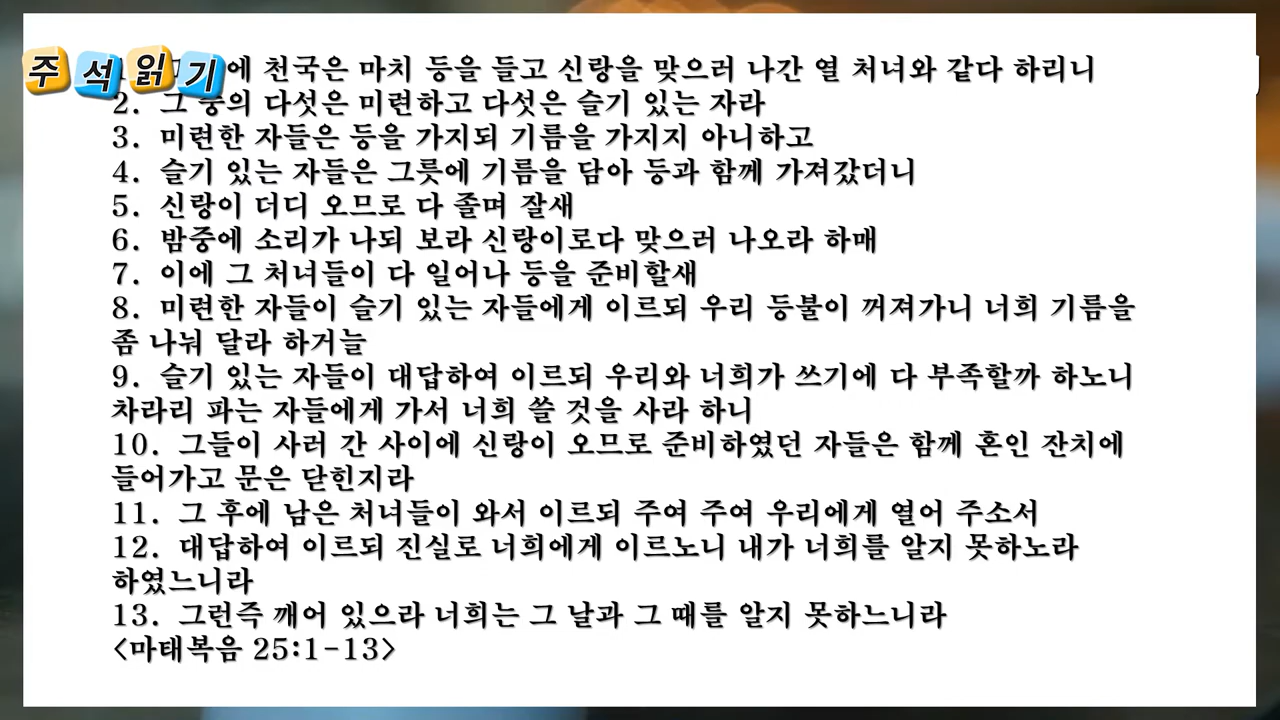 주석읽기
에 천국은 마치 등을 들고 신랑을 맞으러 나간 열 처녀와 같다 하리니
2. 그 중의 다섯은 미련하고 다섯은 슬기 있는 자라
3. 미련한 자들은 등을 가지되 기름을 가지지 아니하고
4. 슬기 있는 자들은 그릇에 기름을 담아 등과 함께 가져갔더니
5. 신랑이 더디 오므로 다 졸며 잘새
6. 밤중에 소리가 나되 보라 신랑이로다 맞으러 나오라 하매
7. 이에 그 처녀들이 다 일어나 등을 준비할새
8. 미련한 자들이 슬기 있는 자들에게 이르되 우리 등불이 꺼져가니 너희 기름을
좀 나눠 달라 하거늘
9. 슬기 있는 자들이 대답하여 이르되 우리와 너희가 쓰기에 다 부족할까 하노니
차라리 파는 자들에게 가서 너희 쓸 것을 사라 하니
10. 그들이 사러 간 사이에 신랑이 오므로 준비하였던 자들은 함께 혼인 잔치에
들어가고 문은 닫힌지라
11. 그 후에 남은 처녀들이 와서 이르되 주여 주여 우리에게 열어 주소서
12. 대답하여 이르되 진실로 너희에게 이르노니 내가 너희를 알지 못하노라
하였느니라
13. 그런즉 깨어 있으라 너희는 그 날과 그 때를 알지 못하느니라
<마태복음 25:1-13>